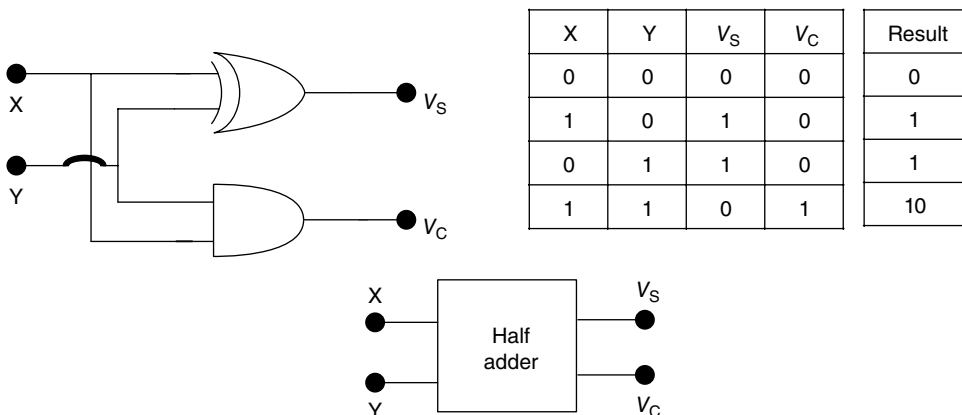 X
Y
V_S
V_C
X Y V_S V_C Result
0 0 0 0 0
1 0 1 0 1
0 1 1 0 1
1 1 0 1 10
X
Y
Half
adder
V_S
V_C